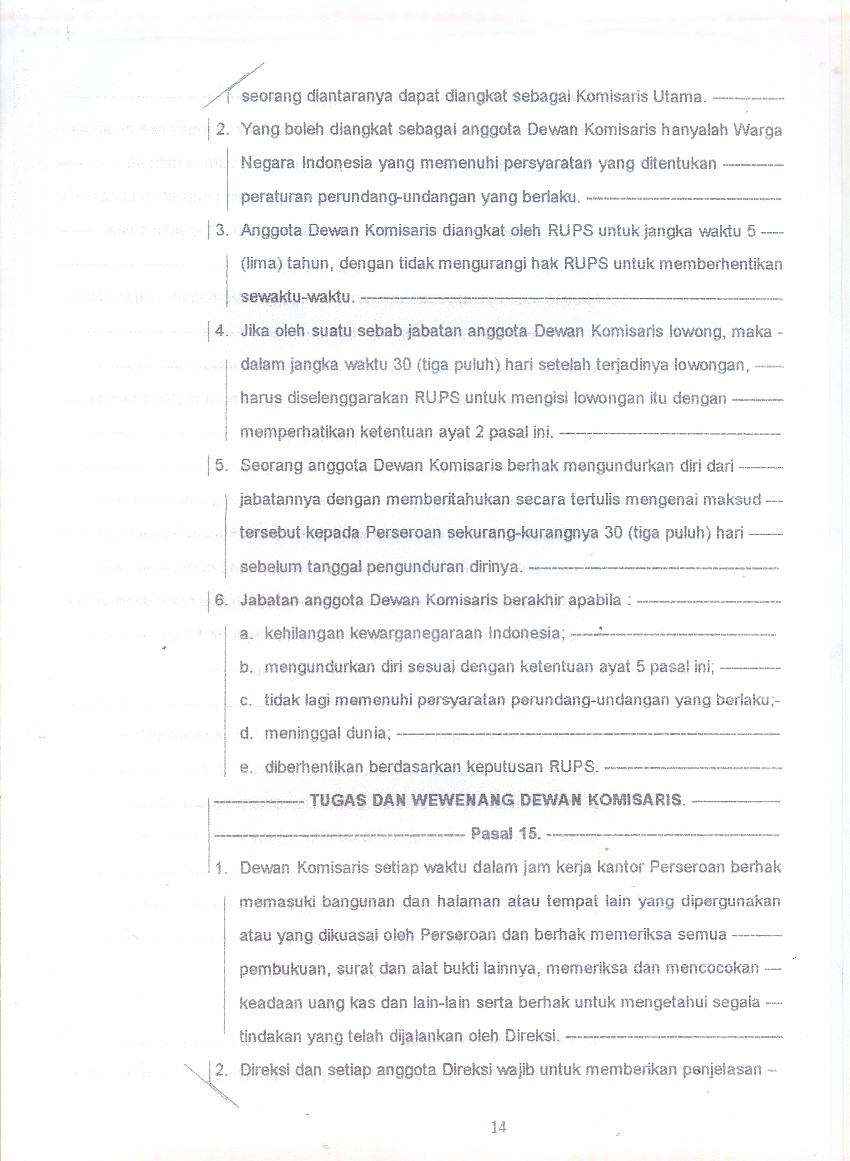 seorang diantaranya dapat diangkat sebagai Komisaris Utama. ----------
2. Yang boleh diangkat sebagai anggota Dewan Komisaris hanyalah Warga
Negara Indonesia yang memenuhi persyaratan yang ditentukan --------
peraturan perundang-undangan yang berlaku. --------------------------
3. Anggota Dewan Komisaris diangkat oleh RUPS untuk jangka waktu 5 ----
(lima) tahun, dengan tidak mengurangi hak RUPS untuk memberhentikan
sewaktu-waktu. --------------------------------------------------------
4. Jika oleh suatu sebab jabatan anggota Dewan Komisaris lowong, maka -
dalam jangka waktu 30 (tiga puluh) hari setelah terjadinya lowongan, ----
harus diselenggarakan RUPS untuk mengisi lowongan itu dengan -------
memperhatikan ketentuan ayat 2 pasal ini. -----------------------------
5. Seorang anggota Dewan Komisaris berhak mengundurkan diri dari ------
jabatannya dengan memberitahukan secara tertulis mengenai maksud ---
tersebut kepada Perseroan sekurang-kurangnya 30 (tiga puluh) hari -----
sebelum tanggal pengunduran dirinya. ---------------------------------
6. Jabatan anggota Dewan Komisaris berakhir apabila : -------------------
a. kehilangan kewarganegaraan Indonesia; ---------------------------
b. mengundurkan diri sesuai dengan ketentuan ayat 5 pasal ini; --------
c. tidak lagi memenuhi persyaratan perundang-undangan yang berlaku;-
d. meninggal dunia; --------------------------------------------------
e. diberhentikan berdasarkan keputusan RUPS. -----------------------
------------ TUGAS DAN WEWENANG DEWAN KOMISARIS. ------------
--------------------------------- Pasal 15. -------------------------------
1. Dewan Komisaris setiap waktu dalam jam kerja kantor Perseroan berhak
memasuki bangunan dan halaman atau tempat lain yang dipergunakan
atau yang dikuasai oleh Perseroan dan berhak memeriksa semua -------
pembukuan, surat dan alat bukti lainnya, memeriksa dan mencocokan ---
keadaan uang kas dan lain-lain serta berhak untuk mengetahui segala ---
tindakan yang telah dijalankan oleh Direksi. ----------------------------
2. Direksi dan setiap anggota Direksi wajib untuk memberikan penjelasan -
14